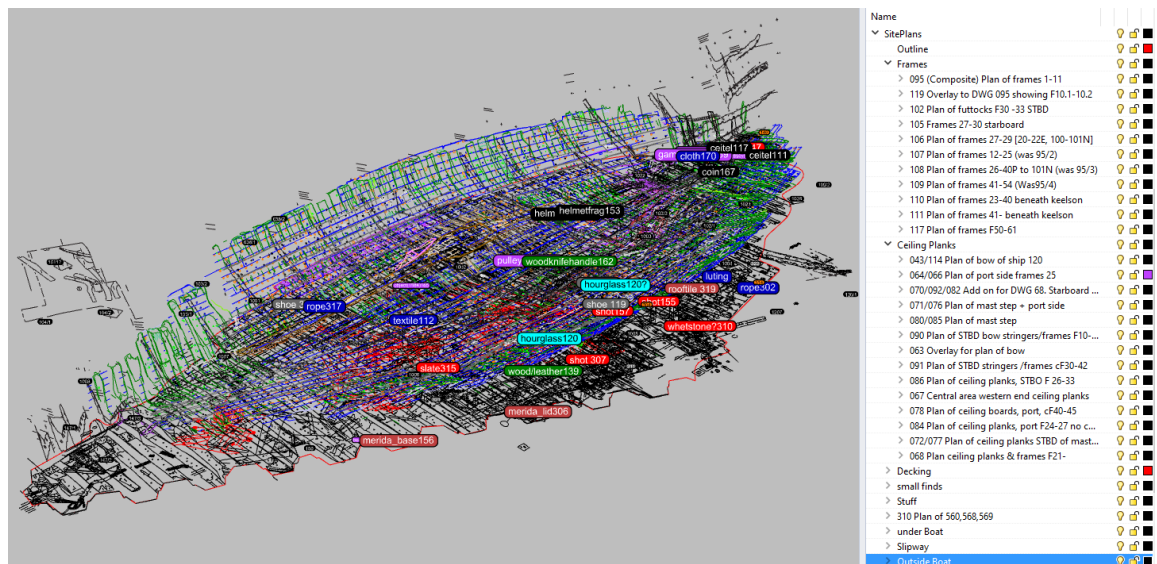 ceitel117
gam
cloth170
ceitel111
coin167
helm
helmetfrag153
pulley
woodknifehandle162
luting
hourglass120?
rooftile 319
rope302
shoe 3
rope317
shoe 119
shot155
shot157
textile112
whetstone?310
hourglass120
shot 307
slate315
wood/leather139
merida_lid306
merida_base156
Name
SitePlans
Outline
Frames
095 (Composite) Plan of frames 1-11
119 Overlay to DWG 095 showing F10.1-10.2
102 Plan of futtocks F30 -33 STBD
105 Frames 27-30 starboard
106 Plan of frames 27-29 [20-22E, 100-101N]
107 Plan of frames 12-25 (was 95/2)
108 Plan of frames 26-40P to 101N (was 95/3)
109 Plan of frames 41-54 (Was95/4)
110 Plan of frames 23-40 beneath keelson
111 Plan of frames 41- beneath keelson
117 Plan of frames F50-61
Ceiling Planks
043/114 Plan of bow of ship 120
064/066 Plan of port side frames 25
070/092/082 Add on for DWG 68. Starboard ...
071/076 Plan of mast step + port side
080/085 Plan of mast step
090 Plan of STBD bow stringers/frames F10-...
063 Overlay for plan of bow
091 Plan of STBD stringers /frames cF30-42
086 Plan of ceiling planks, STBO F 26-33
067 Central area western end ceiling planks
078 Plan of ceiling boards, port, cF40-45
084 Plan of ceiling planks, port F24-27 no c...
072/077 Plan of ceiling planks STBD of mast...
068 Plan ceiling planks & frames F21-
Decking
small finds
Stuff
310 Plan of 560,568,569
under Boat
Slipway
Outside Boat